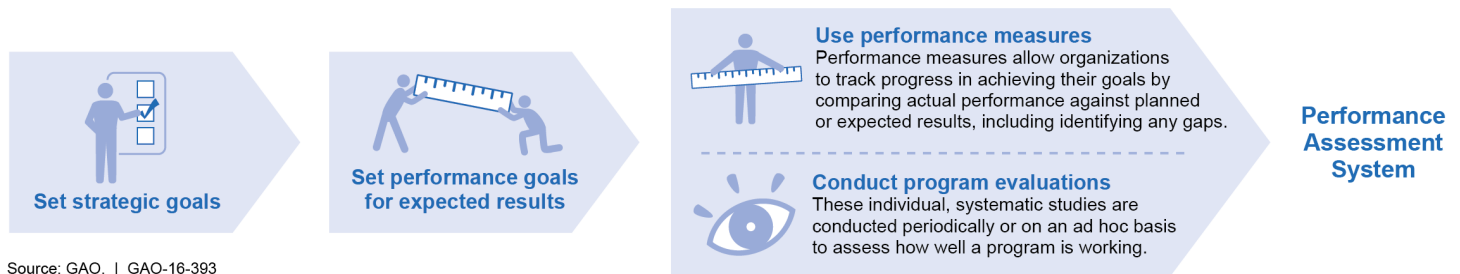 Set strategic goals
Set performance goals
for expected results
Use performance measures
Performance measures allow organizations
to track progress in achieving their goals by
comparing actual performance against planned
or expected results, including identifying any gaps.
Conduct program evaluations
These individual, systematic studies are
conducted periodically or on an ad hoc basis
to assess how well a program is working.
Performance
Assessment
System
Source: GAO. | GAO-16-393